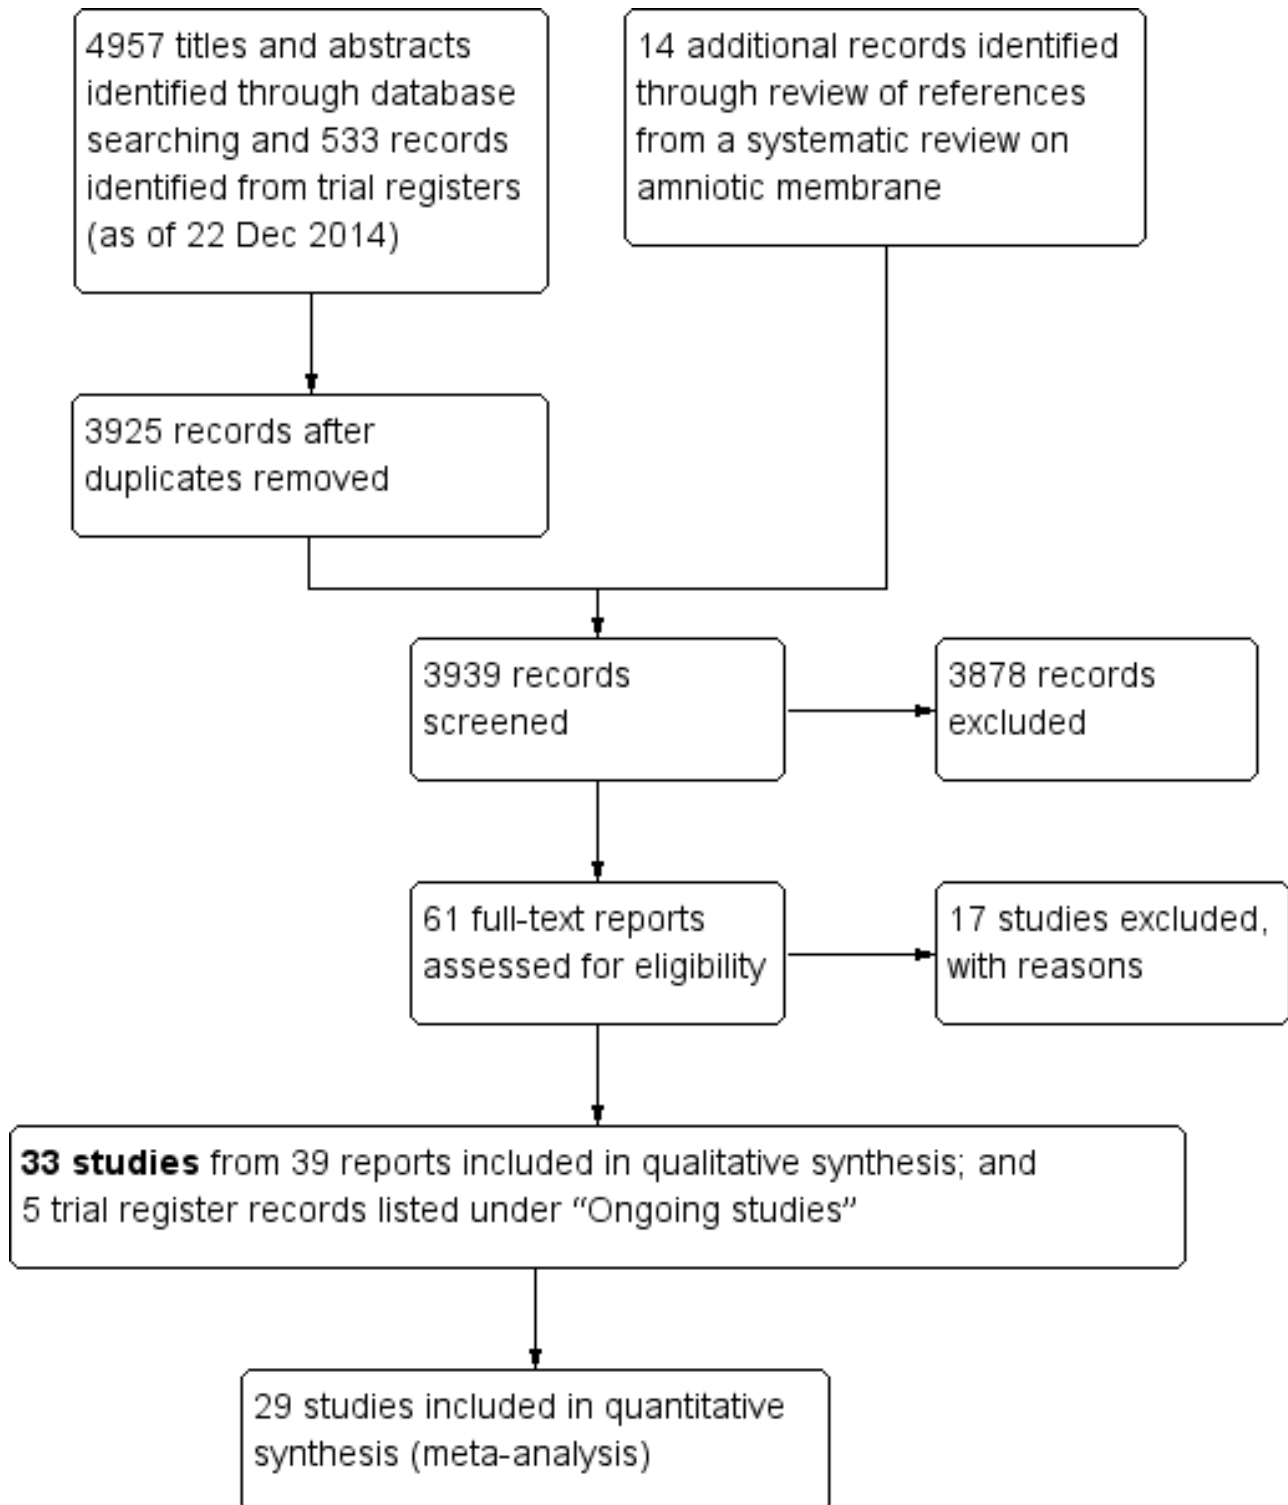 4957 titles and abstracts
identified through database
searching and 533 records
identified from trial registers
(as of 22 Dec 2014)
14 additional records identified
through review of references
from a systematic review on
amniotic membrane
3925 records after
duplicates removed
3939 records
screened
3878 records
excluded
61 full-text reports
assessed for eligibility
17 studies excluded,
with reasons
33 studies from 39 reports included in qualitative synthesis; and
5 trial register records listed under “Ongoing studies”
29 studies included in quantitative
synthesis (meta-analysis)